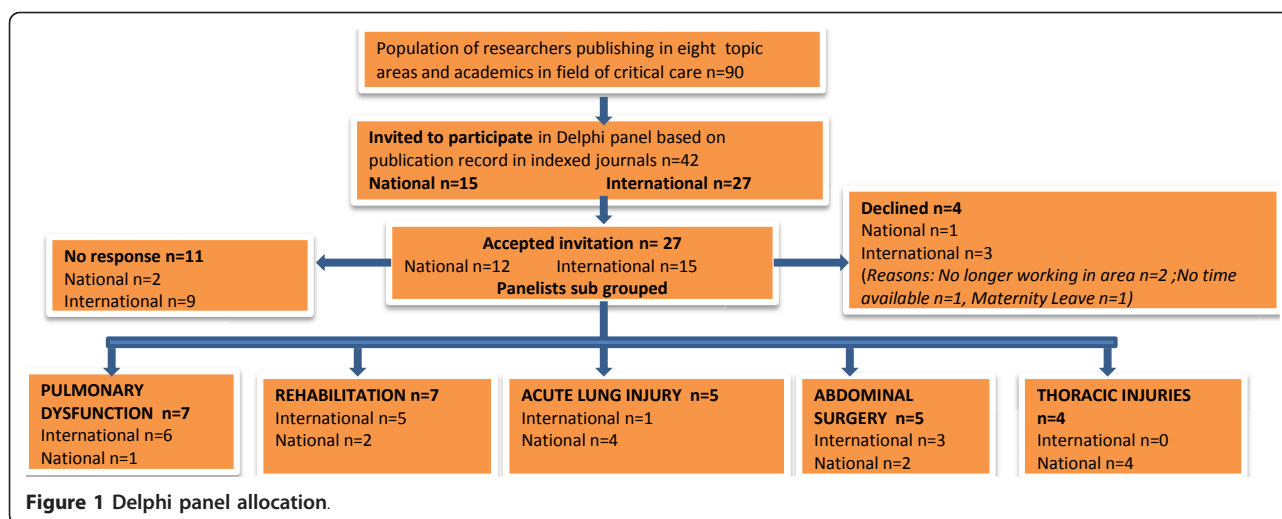 Population of researchers publishing in eight topic
areas and academics in field of critical care n=90
Invited to participate in Delphi panel based on
publication record in indexed journals n=42
National n=15 International n=27
Declined n=4
National n=1
International n=3
(Reasons: No longer working in area n=2 ;No time
available n=1, Maternity Leave n=1)
Accepted invitation n= 27
National n=12 International n=15
Panelists sub grouped
No response n=11
National n=2
International n=9
PULMONARY
DYSFUNCTION n=7
International n=6
National n=1
REHABILITATION n=7
International n=5
National n=2
ACUTE LUNG INJURY n=5
International n=1
National n=4
ABDOMINAL
SURGERY n=5
International n=3
National n=2
THORACIC INJURIES
n=4
International n=0
National n=4
Figure 1 Delphi panel allocation.